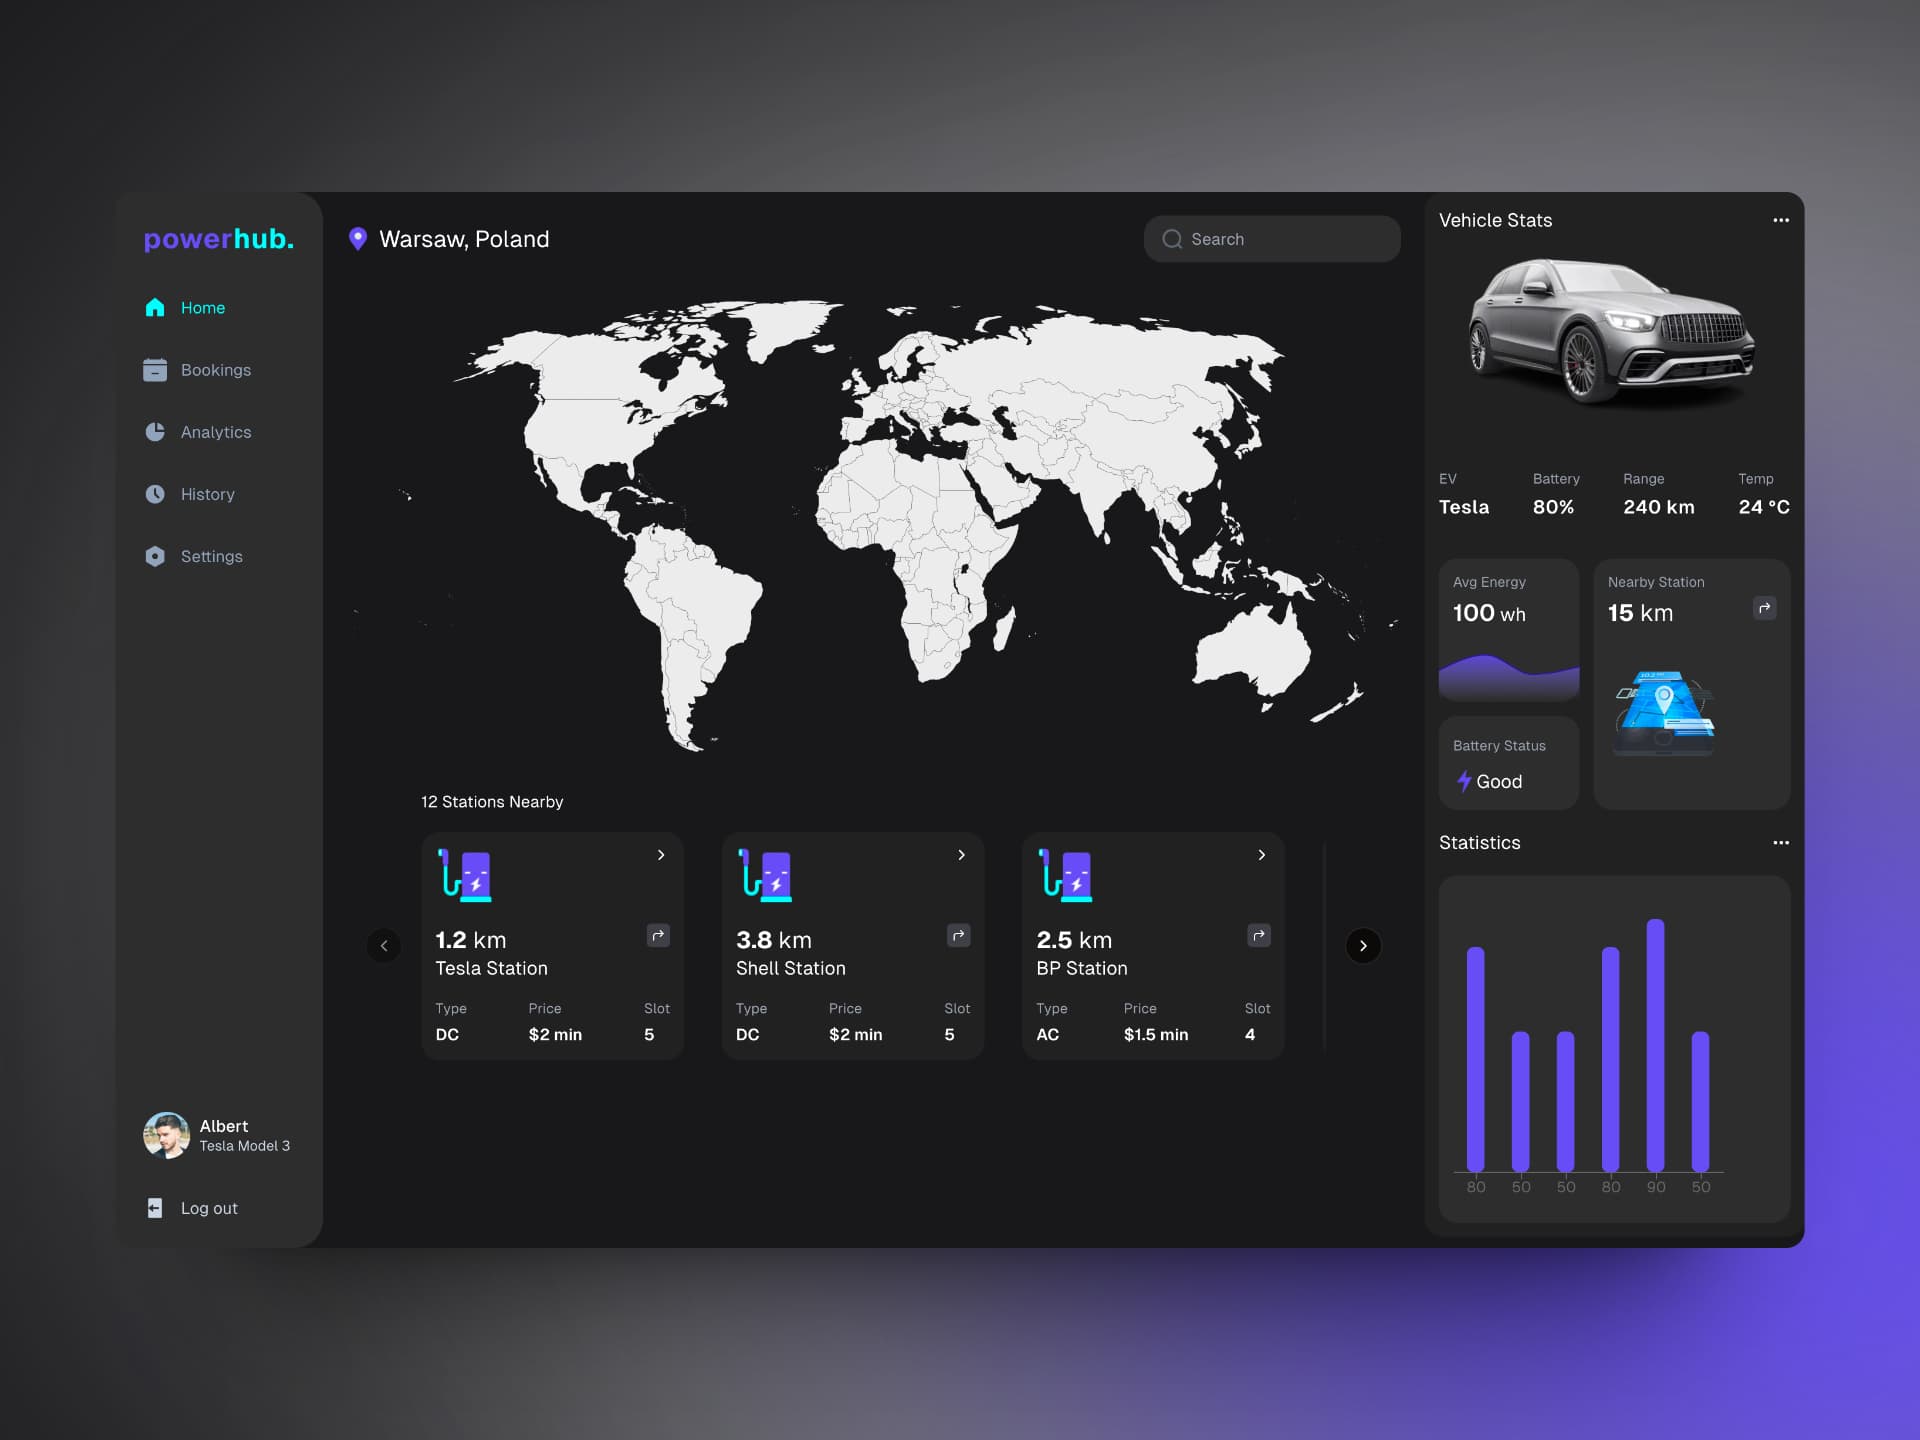 powerhub.
Home
Bookings
Analytics
History
Settings
Albert
Tesla Model 3
Log out
Warsaw, Poland
Search
12 Stations Nearby
1.2 km
Tesla Station
Type Price Slot
DC $2 min 5
3.8 km
Shell Station
Type Price Slot
DC $2 min 5
2.5 km
BP Station
Type Price Slot
AC $1.5 min 4
Vehicle Stats
EV Battery Range Temp
Tesla 80% 240 km 24 °C
Avg Energy
100 wh
Nearby Station
15 km
Battery Status
Good
Statistics
80 50 50 80 90 50